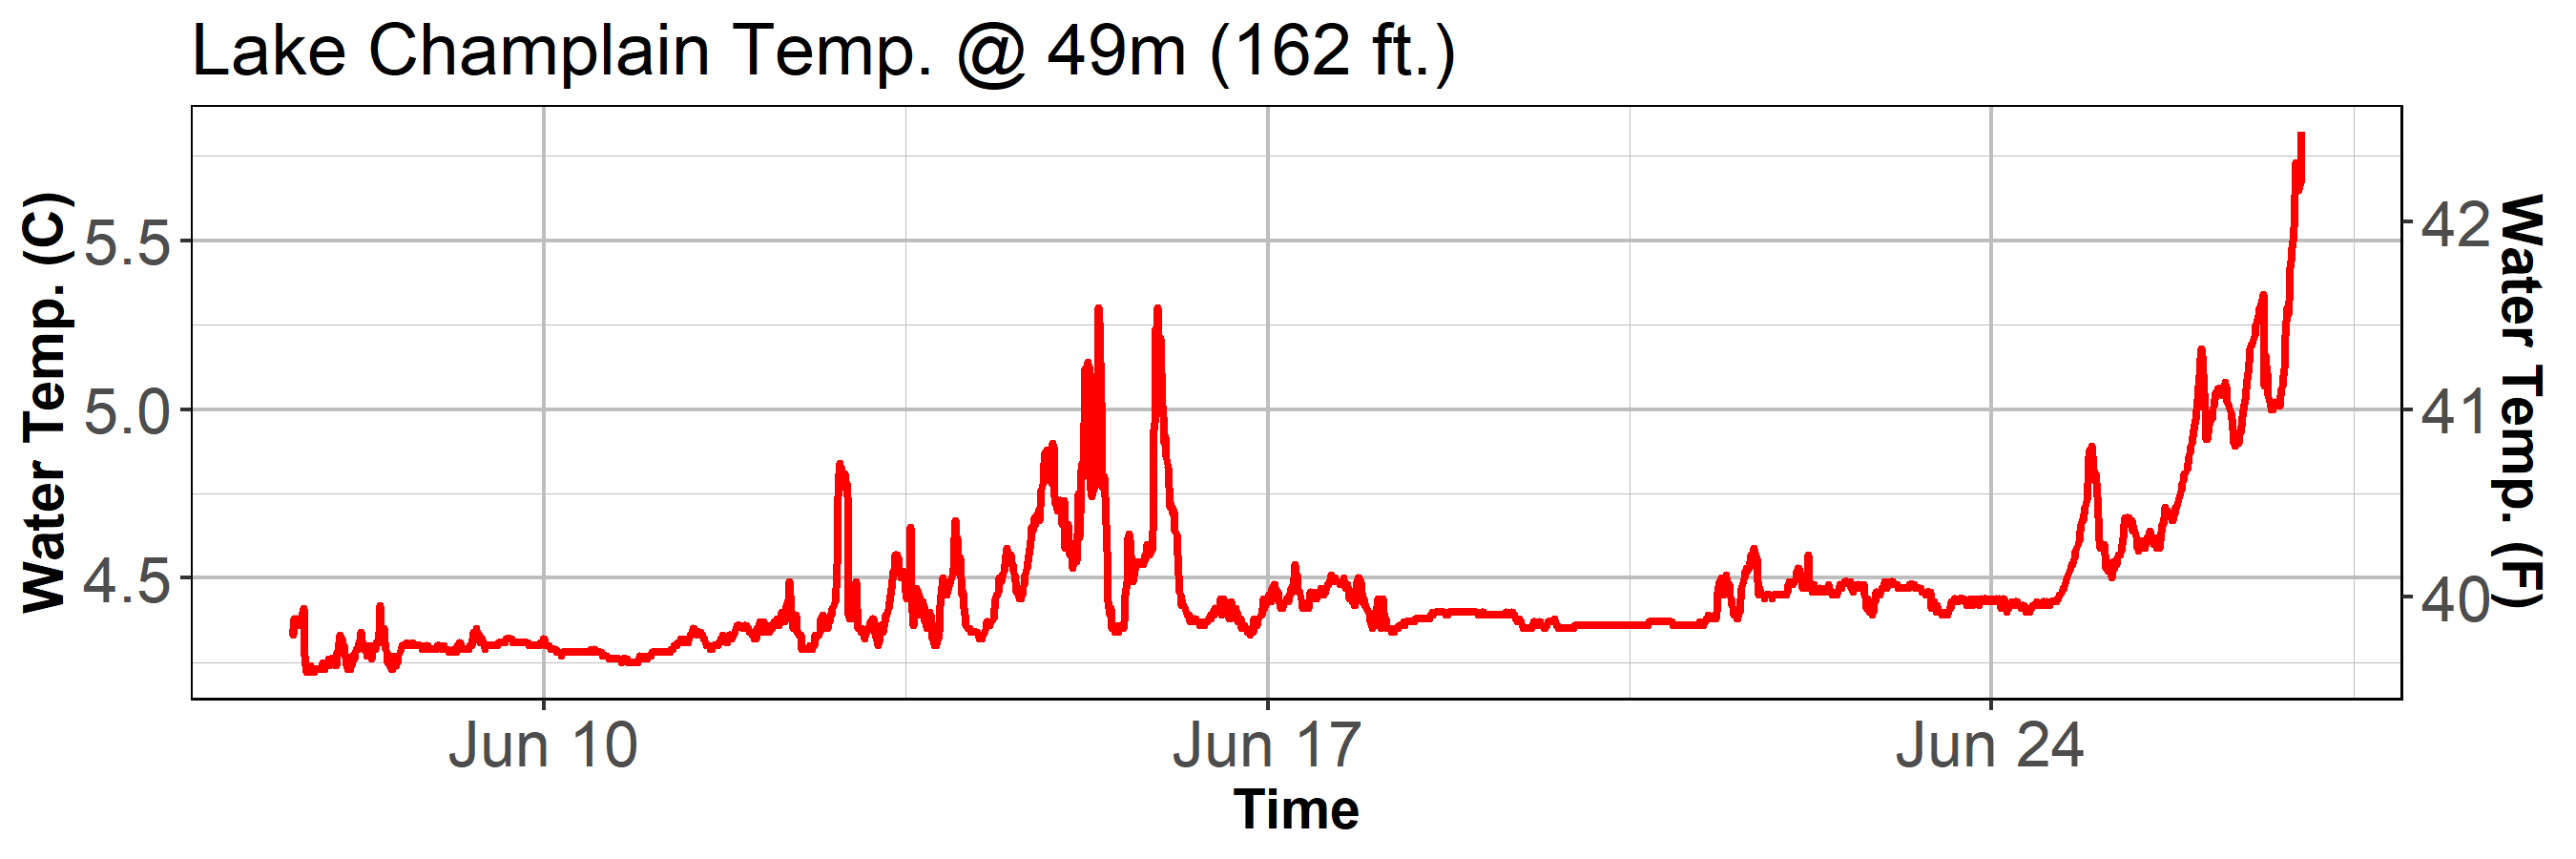 Lake Champlain Temp. @ 49m (162 ft.)
Water Temp. (C)
5.5
5.0
4.5
42
41
40
Water Temp. (F)
Jun 10
Jun 17
Jun 24
Time